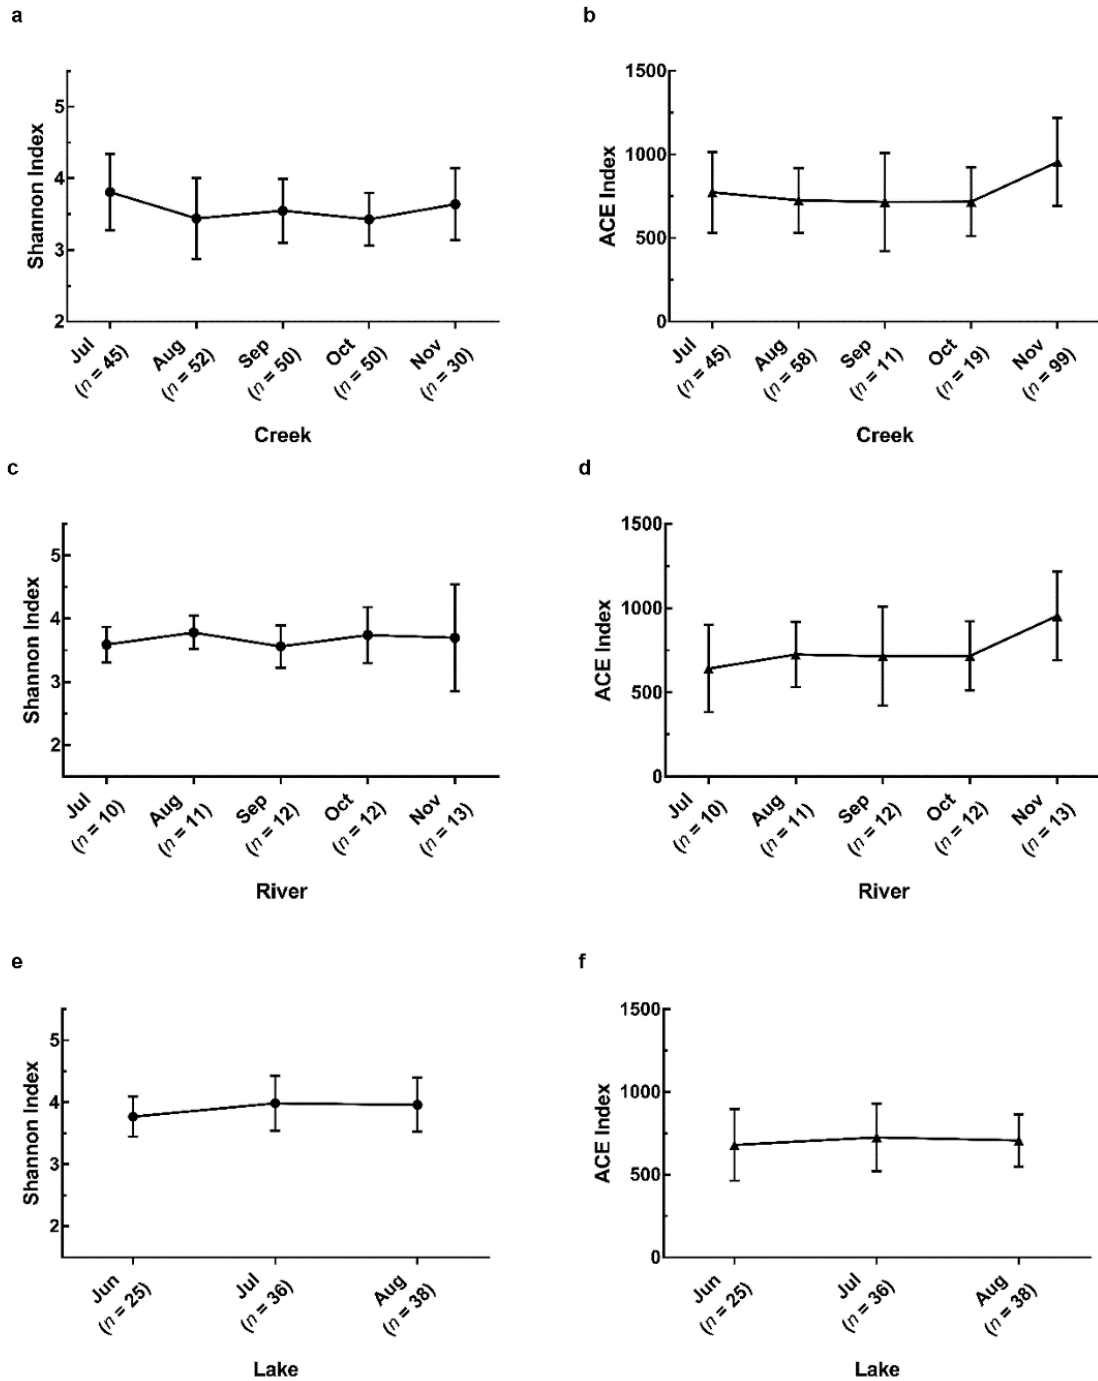 a
Shannon Index
5
4
3
2
Jul
(n = 45)
Aug
(n = 52)
Sep
(n = 50)
Oct
(n = 50)
Nov
(n = 30)
Creek
b
ACE Index
1500
1000
500
0
Jul
(n = 45)
Aug
(n = 58)
Sep
(n = 11)
Oct
(n = 19)
Nov
(n = 99)
Creek
c
Shannon Index
5
4
3
2
Jul
(n = 10)
Aug
(n = 11)
Sep
(n = 12)
Oct
(n = 12)
Nov
(n = 13)
River
d
ACE Index
1500
1000
500
0
Jul
(n = 10)
Aug
(n = 11)
Sep
(n = 12)
Oct
(n = 12)
Nov
(n = 13)
River
e
Shannon Index
5
4
3
2
Jun
(n = 25)
Jul
(n = 36)
Aug
(n = 38)
Lake
f
ACE Index
1500
1000
500
0
Jun
(n = 25)
Jul
(n = 36)
Aug
(n = 38)
Lake